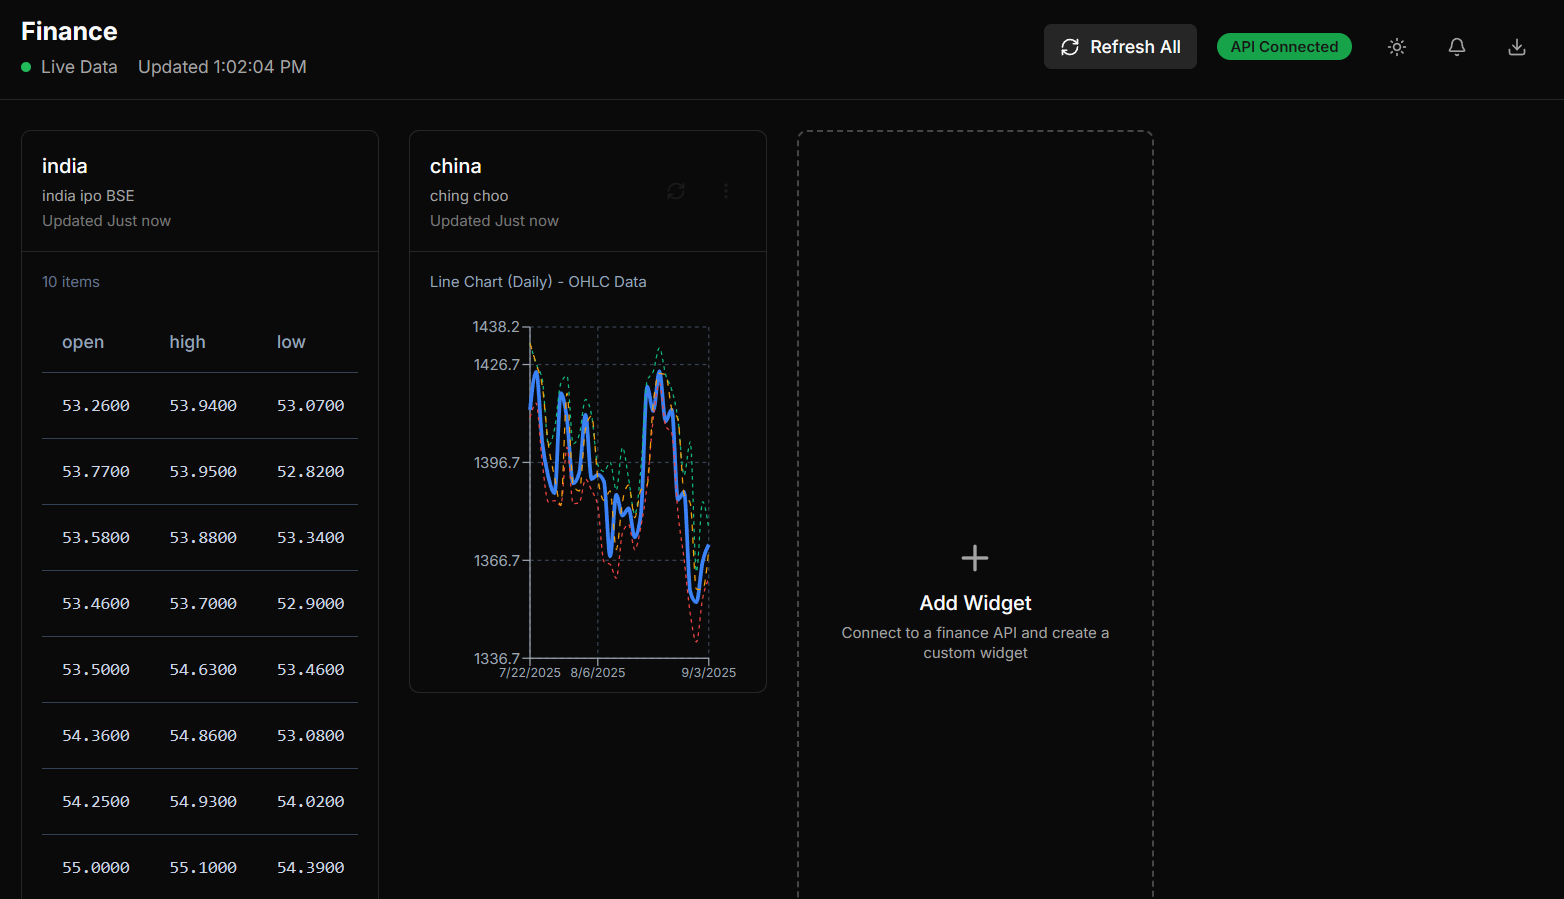 Finance
Live Data Updated 1:02:04 PM
Refresh All
API Connected
india
india ipo BSE
Updated Just now
10 items
open high low
53.2600 53.9400 53.0700
53.7700 53.9500 52.8200
53.5800 53.8800 53.3400
53.4600 53.7000 52.9000
53.5000 54.6300 53.4600
54.3600 54.8600 53.0800
54.2500 54.9300 54.0200
55.0000 55.1000 54.3900
china
ching choo
Updated Just now
Line Chart (Daily) - OHLC Data
1438.2
1426.7
1396.7
1366.7
1336.7
7/22/2025 8/6/2025 9/3/2025
Add Widget
Connect to a finance API and create a
custom widget